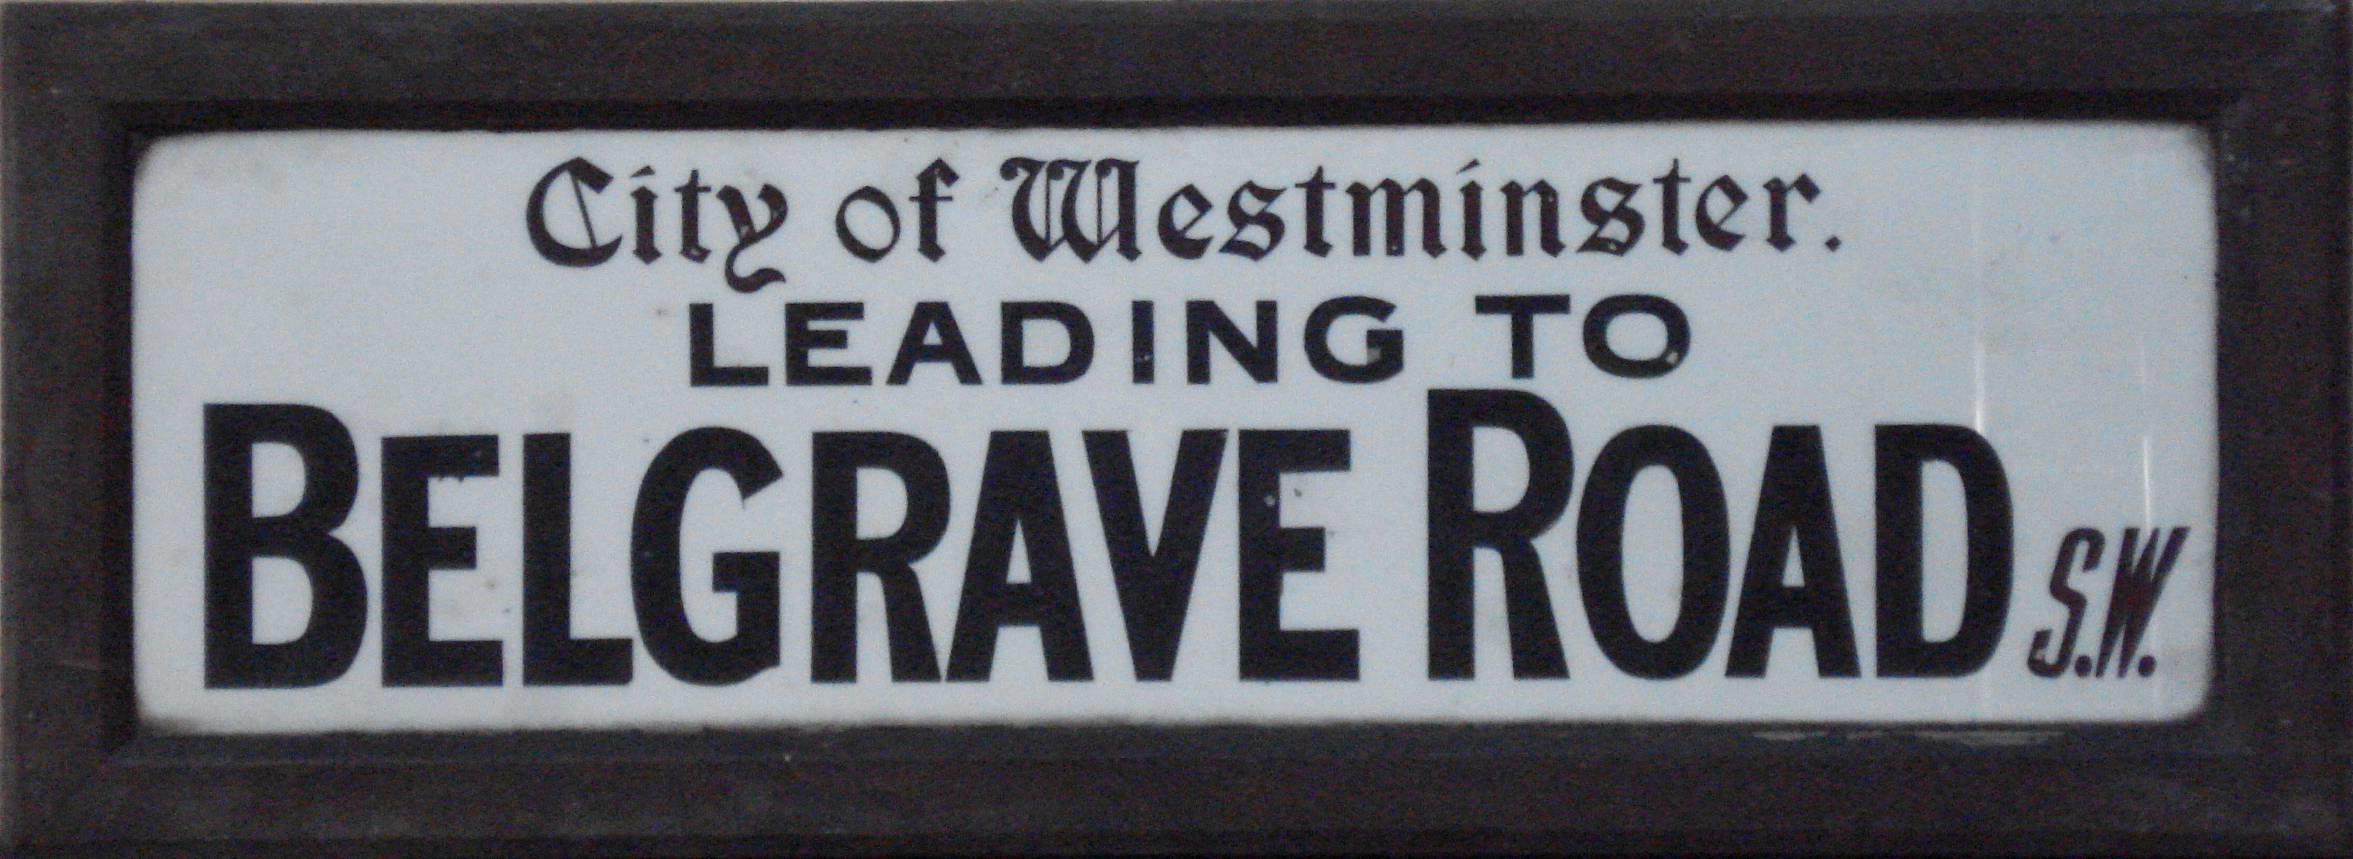 City of Westminster.
LEADING TO
BELGRAVE ROAD S.W.